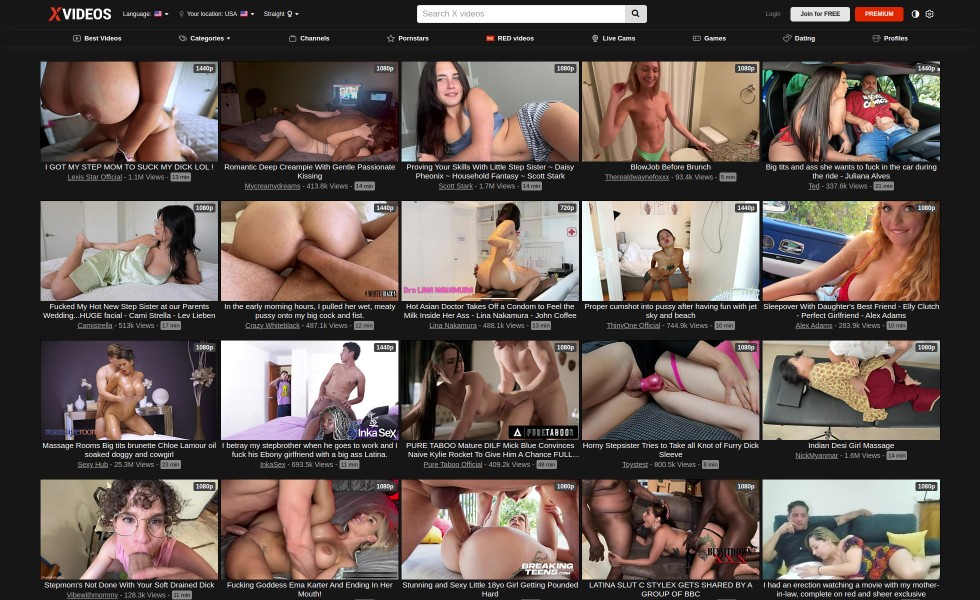 XVIDEOS
Language:
Your location: USA
Straight
Search X videos
Login
Join for FREE
PREMIUM
Best Videos
Categories
Channels
Pornstars
RED videos
Live Cams
Games
Dating
Profiles
1440p
1080p
1080p
1080p
1440p
I GOT MY STEP MOM TO SUCK MY DICK LOL !
Lexis Star Official - 1.1M Views - 13 min
Romantic Deep Creampie With Gentle Passionate
Kissing
Mycreamydreams - 413.8k Views - 14 min
Proving Your Skills With Little Step Sister ~ Daisy
Pheonix ~ Household Fantasy ~ Scott Stark
Scott Stark - 1.7M Views - 14 min
BlowJob Before Brunch
Therealdwaynefoxxx - 93.4k Views - 5 min
Big tits and ass she wants to fuck in the car during
the ride - Juliana Alves
Ted - 337.6k Views - 21 min
1080p
1440p
720p
1440p
1080p
Dra LINA NAKAMURA
Fucked My Hot New Step Sister at our Parents
Wedding...HUGE facial - Cami Strella - Lev Lieben
Camistrella - 513k Views - 17 min
In the early morning hours, I pulled her wet, meaty
pussy onto my big cock and fist.
Crazy Whiteblack - 487.1k Views - 12 min
Hot Asian Doctor Takes Off a Condom to Feel the
Milk Inside Her Ass - Lina Nakamura - John Coffee
Lina Nakamura - 488.1k Views - 13 min
Proper cumshot into pussy after having fun with jet
sky and beach
ThinyOne Official - 744.9k Views - 10 min
Sleepover With Daughter's Best Friend - Elly Clutch
- Perfect Girlfriend - Alex Adams
Alex Adams - 283.9k Views - 10 min
1080p
1440p
1080p
1080p
1080p
InkaSex
PURETABOO
Massage Rooms Big tits brunette Chloe Lamour oil
soaked doggy and cowgirl
Sexy Hub - 25.3M Views - 23 min
I betray my stepbrother when he goes to work and I
fuck his Ebony girlfriend with a big ass Latina.
InkaSex - 693.5k Views - 11 min
PURE TABOO Mature DILF Mick Blue Convinces
Naive Kylie Rocket To Give Him A Chance FULL...
Pure Taboo Official - 409.2k Views - 48 min
Horny Stepsister Tries to Take all Knot of Furry Dick
Sleeve
Toystest - 800.5k Views - 8 min
Indian Desi Girl Massage
NickMyanmar - 1.6M Views - 14 min
1080p
1080p
1080p
1080p
1080p
BREAKING
TEENS.COM
XXX
Stepmom's Not Done With Your Soft Drained Dick
Vibewithmommy - 128.3k Views - 11 min
Fucking Goddess Ema Karter And Ending In Her
Mouth!
Stunning and Sexy Little 18yo Girl Getting Pounded
Hard
LATINA SLUT C STYLEX GETS SHARED BY A
GROUP OF BBC
I had an erection watching a movie with my mother-
in-law, complete on red and sheer exclusive